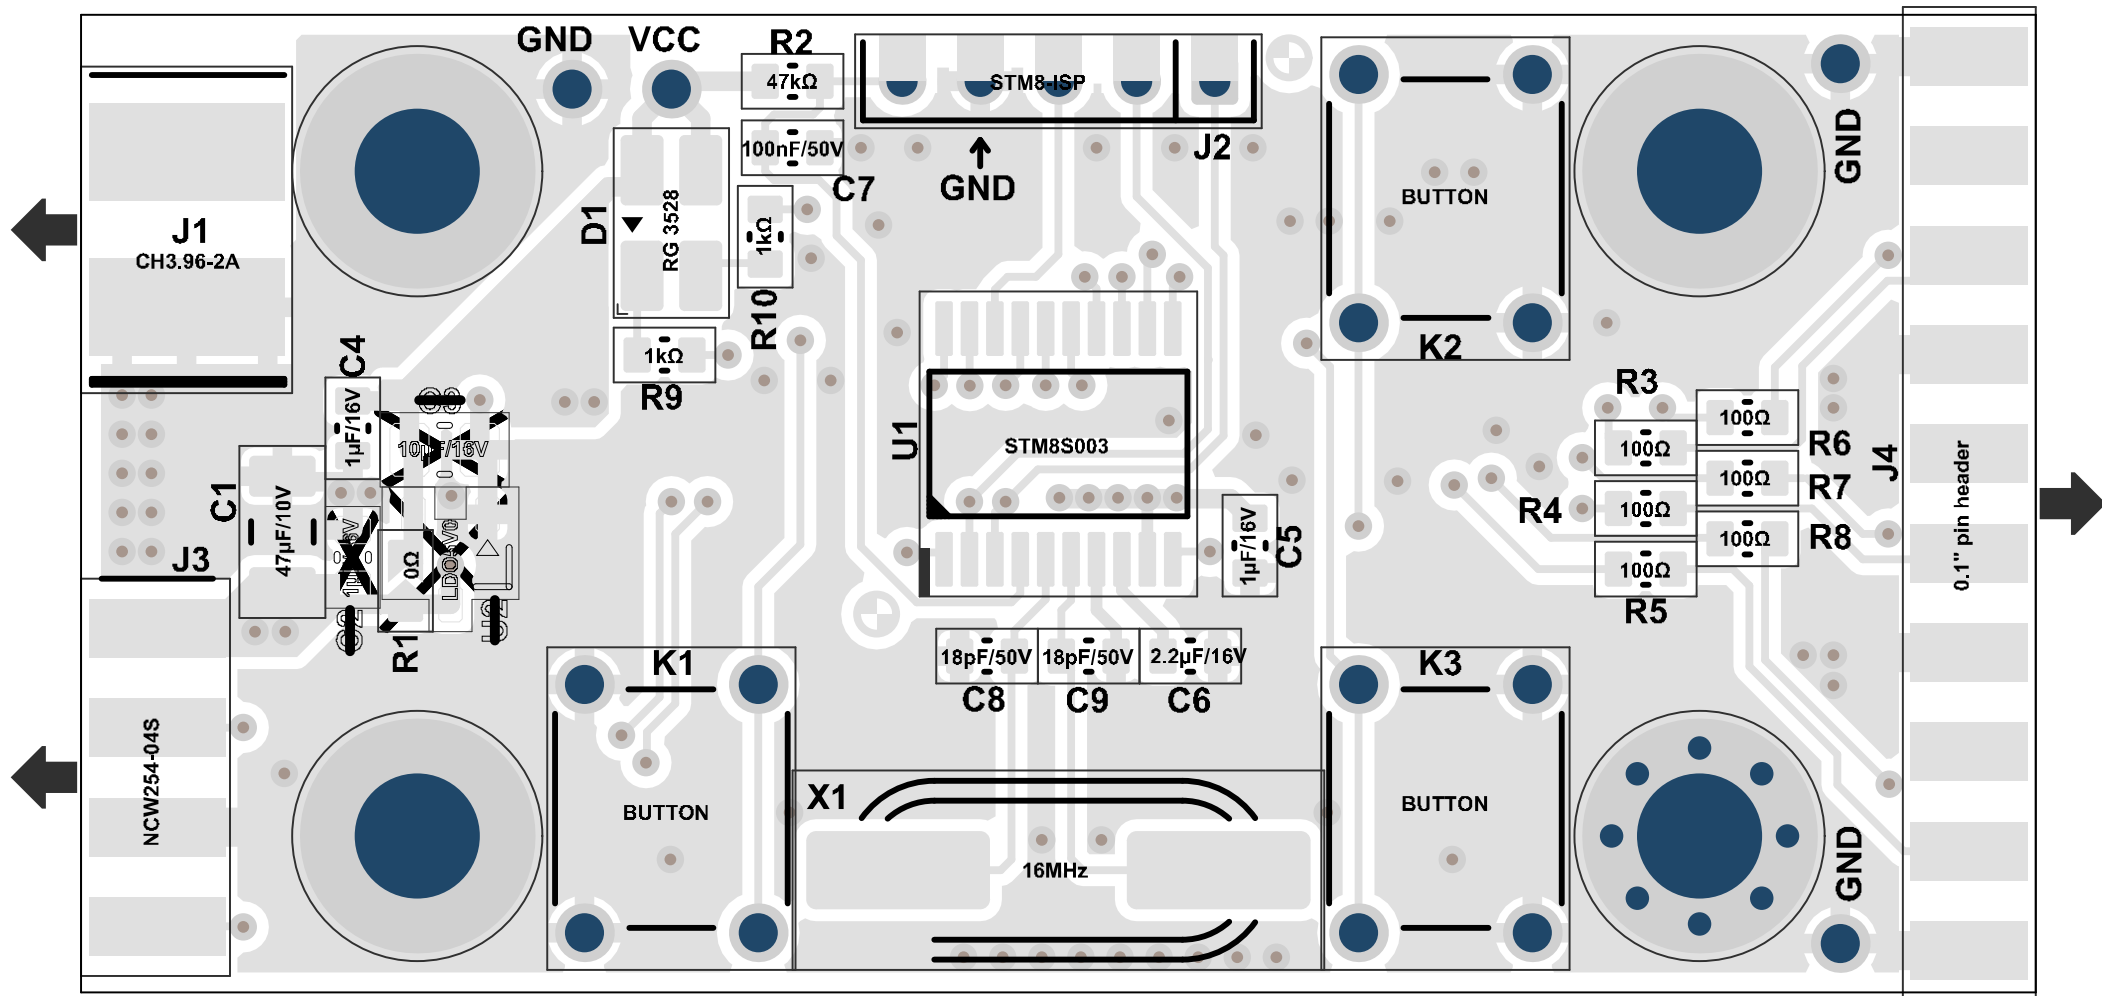 GND
VCC
R2
47kΩ
STM8-ISP
J2
GND
100nF/50V
C7
D1
RG 3528
1kΩ
R10
1kΩ
R9
J1
CH3.96-2A
C4
1µF/16V
C3
10µF/16V
C1
47µF/10V
C2
0Ω
R1
U2
J3
NCW254-04S
U1
STM8S003
C5
1µF/16V
18pF/50V
18pF/50V
2.2µF/16V
C8
C9
C6
K1
BUTTON
X1
16MHz
BUTTON
K2
K3
BUTTON
GND
R3
100Ω
R6
100Ω
100Ω
R7
R4
100Ω
R8
100Ω
100Ω
R5
J4
0.1" pin header
GND